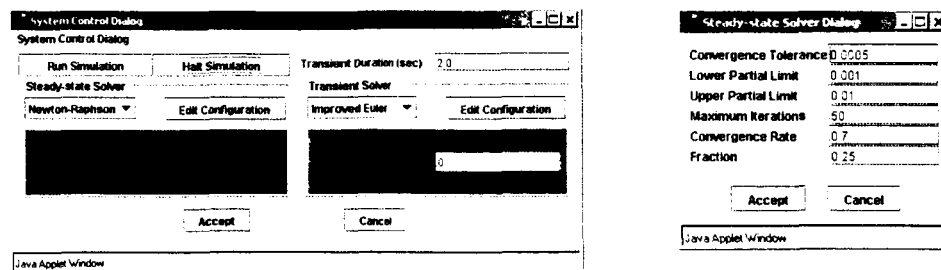 System Control Dialog
System Control Dialog
Run Simulation Halt Simulation Transient Duration (sec) 2.0
Steady-state Solver Transient Solver
Newton-Raphson Edit Configuration Improved Euler Edit Configuration
0
Accept Cancel
Java Applet Window
Steady-state Solver Dialog
Convergence Tolerance 0.0005
Lower Partial Limit 0.001
Upper Partial Limit 0.01
Maximum Iterations 50
Convergence Rate 0.7
Fraction 0.25
Accept Cancel
Java Applet Window